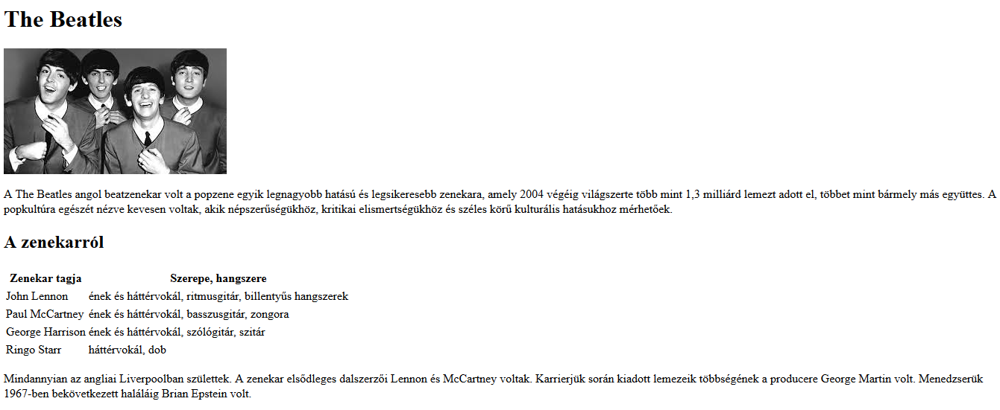 The Beatles
A The Beatles angol beatzenekar volt a popzene egyik legnagyobb hatású és legsikeresebb zenekara, amely 2004 végéig világszerte több mint 1,3 milliárd lemezt adott el, többet mint bármely más együttes. A
popkultúra egészét nézve kevesen voltak, akik népszerűségükhöz, kritikai elismertségükhöz és széles körű kulturális hatásukhoz mérhetőek.
A zenekarról
Zenekar tagja Szerepe, hangszere
John Lennon ének és háttérvokál, ritmusgitár, billentyűs hangszerek
Paul McCartney ének és háttérvokál, basszusgitár, zongora
George Harrison ének és háttérvokál, szólógitár, szitár
Ringo Starr háttérvokál, dob
Mindannyian az angliai Liverpoolban születtek. A zenekar elsődleges dalszerzői Lennon és McCartney voltak. Karrierjük során kiadott lemezeik többségének a producere George Martin volt. Menedzserük
1967-ben bekövetkezett haláláig Brian Epstein volt.